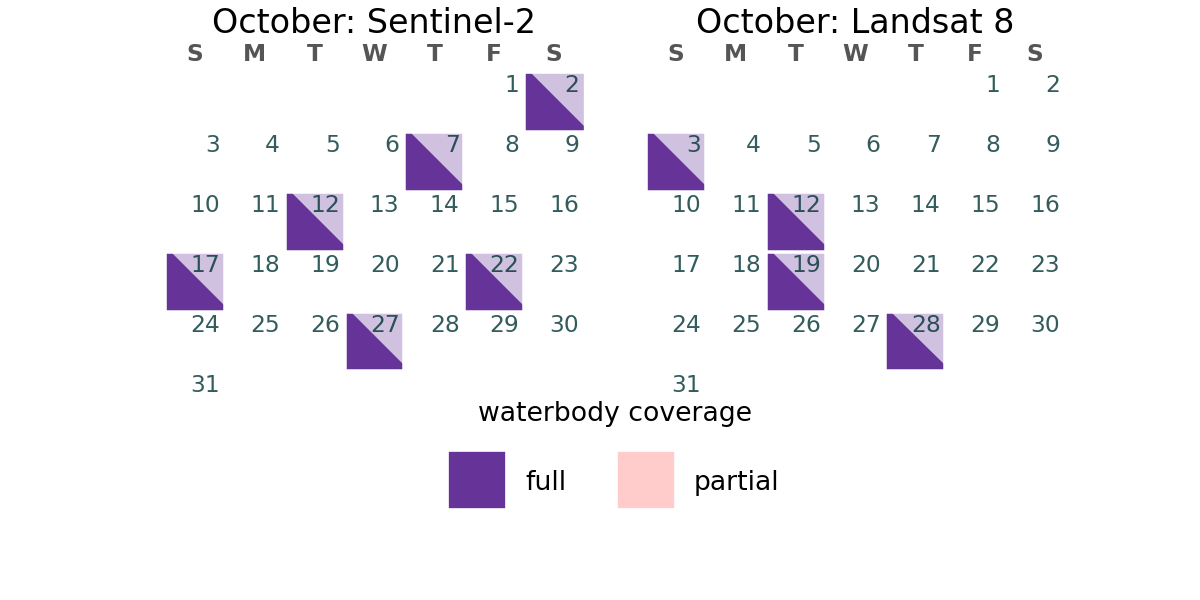 October: Sentinel-2
S M T W T F S
1 2
3 4 5 6 7 8 9
10 11 12 13 14 15 16
17 18 19 20 21 22 23
24 25 26 27 28 29 30
31
October: Landsat 8
S M T W T F S
1 2
3 4 5 6 7 8 9
10 11 12 13 14 15 16
17 18 19 20 21 22 23
24 25 26 27 28 29 30
31
waterbody coverage
full partial